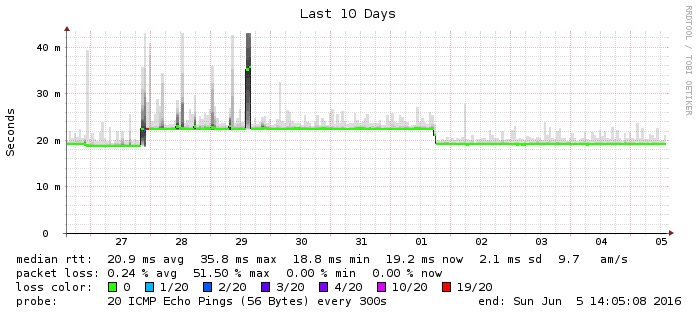 Last 10 Days
RRDTOOL / TOBI OETIKER
Seconds
40 m
30 m
20 m
10 m
0
27 28 29 30 31 01 02 03 04 05
median rtt: 20.9 ms avg 35.8 ms max 18.8 ms min 19.2 ms now 2.1 ms sd 9.7 am/s
packet loss: 0.24 % avg 51.50 % max 0.00 % min 0.00 % now
loss color: 0 1/20 2/20 3/20 4/20 10/20 19/20
probe: 20 ICMP Echo Pings (56 Bytes) every 300s end: Sun Jun 5 14:05:08 2016